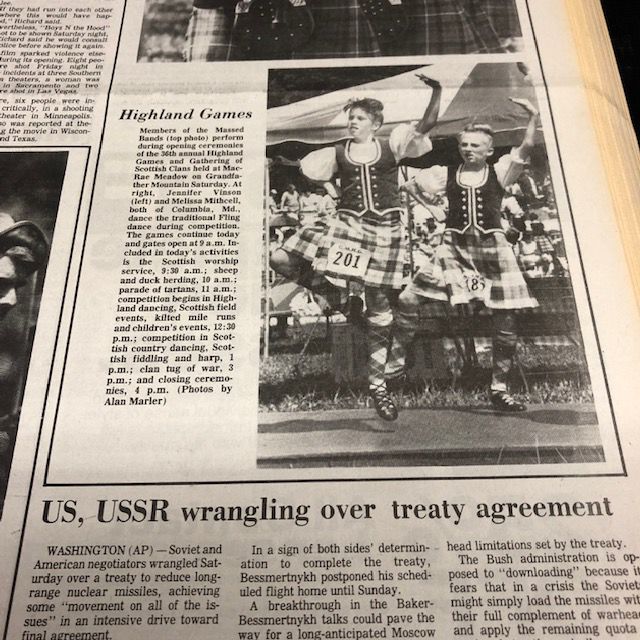 lee.
If they had run into each other
where this would have hap-
" Richard said.
vertheless, "Boyz N the Hood"
ot to be shown Saturday night,
Richard said he would consult
olice before showing it again.
film sparked violence else-
during its opening. Eight peo-
re shot Friday night in
incidents at three Southern
a theaters, a woman was
in Sacramento and two
re shot in Las Vegas.
re, six people were in-
critically, in a shooting
theater in Minneapolis.
so was reported at the-
g the movie in Wiscon-
nd Texas.
Highland Games
Members of the Massed
Bands (top photo) perform
during opening ceremonies
of the 36th annual Highland
Games and Gathering of
Scottish Clans held at Mac-
Rae Meadow on Grandfa-
ther Mountain Saturday. At
right, Jennifer Vinson
(left) and Melissa Mithcell,
both of Columbia, Md.,
dance the traditional Fling
dance during competition.
The games continue today
and gates open at 9 a.m. In-
cluded in today's activities
is the Scottish worship
service, 9:30 a.m.; sheep
and duck herding, 10 a.m.;
parade of tartans, 11 a.m.;
competition begins in High-
land dancing, Scottish field
events, kilted mile runs
and children's events, 12:30
p.m.; competition in Scot-
tish country dancing, Scot-
tish fiddling and harp, 1
p.m.; clan tug of war, 3
p.m.; and closing ceremo-
nies, 4 p.m. (Photos by
Alan Marler)
201
US, USSR wrangling over treaty agreement
WASHINGTON (AP) — Soviet and
American negotiators wrangled Sat-
urday over a treaty to reduce long-
range nuclear missiles, achieving
some "movement on all of the is-
sues" in an intensive drive toward
final agreement.
In a sign of both sides' determin-
ation to complete the treaty,
Bessmertnykh postponed his sched-
uled flight home until Sunday.
A breakthrough in the Baker-
Bessmertnykh talks could pave the
way for a long-anticipated Moscow
head limitations set by the treaty.
The Bush administration is op-
posed to "downloading" because it
fears that in a crisis the Soviets
might simply load the missiles wit
their full complement of warhea
and apply the remaining quota